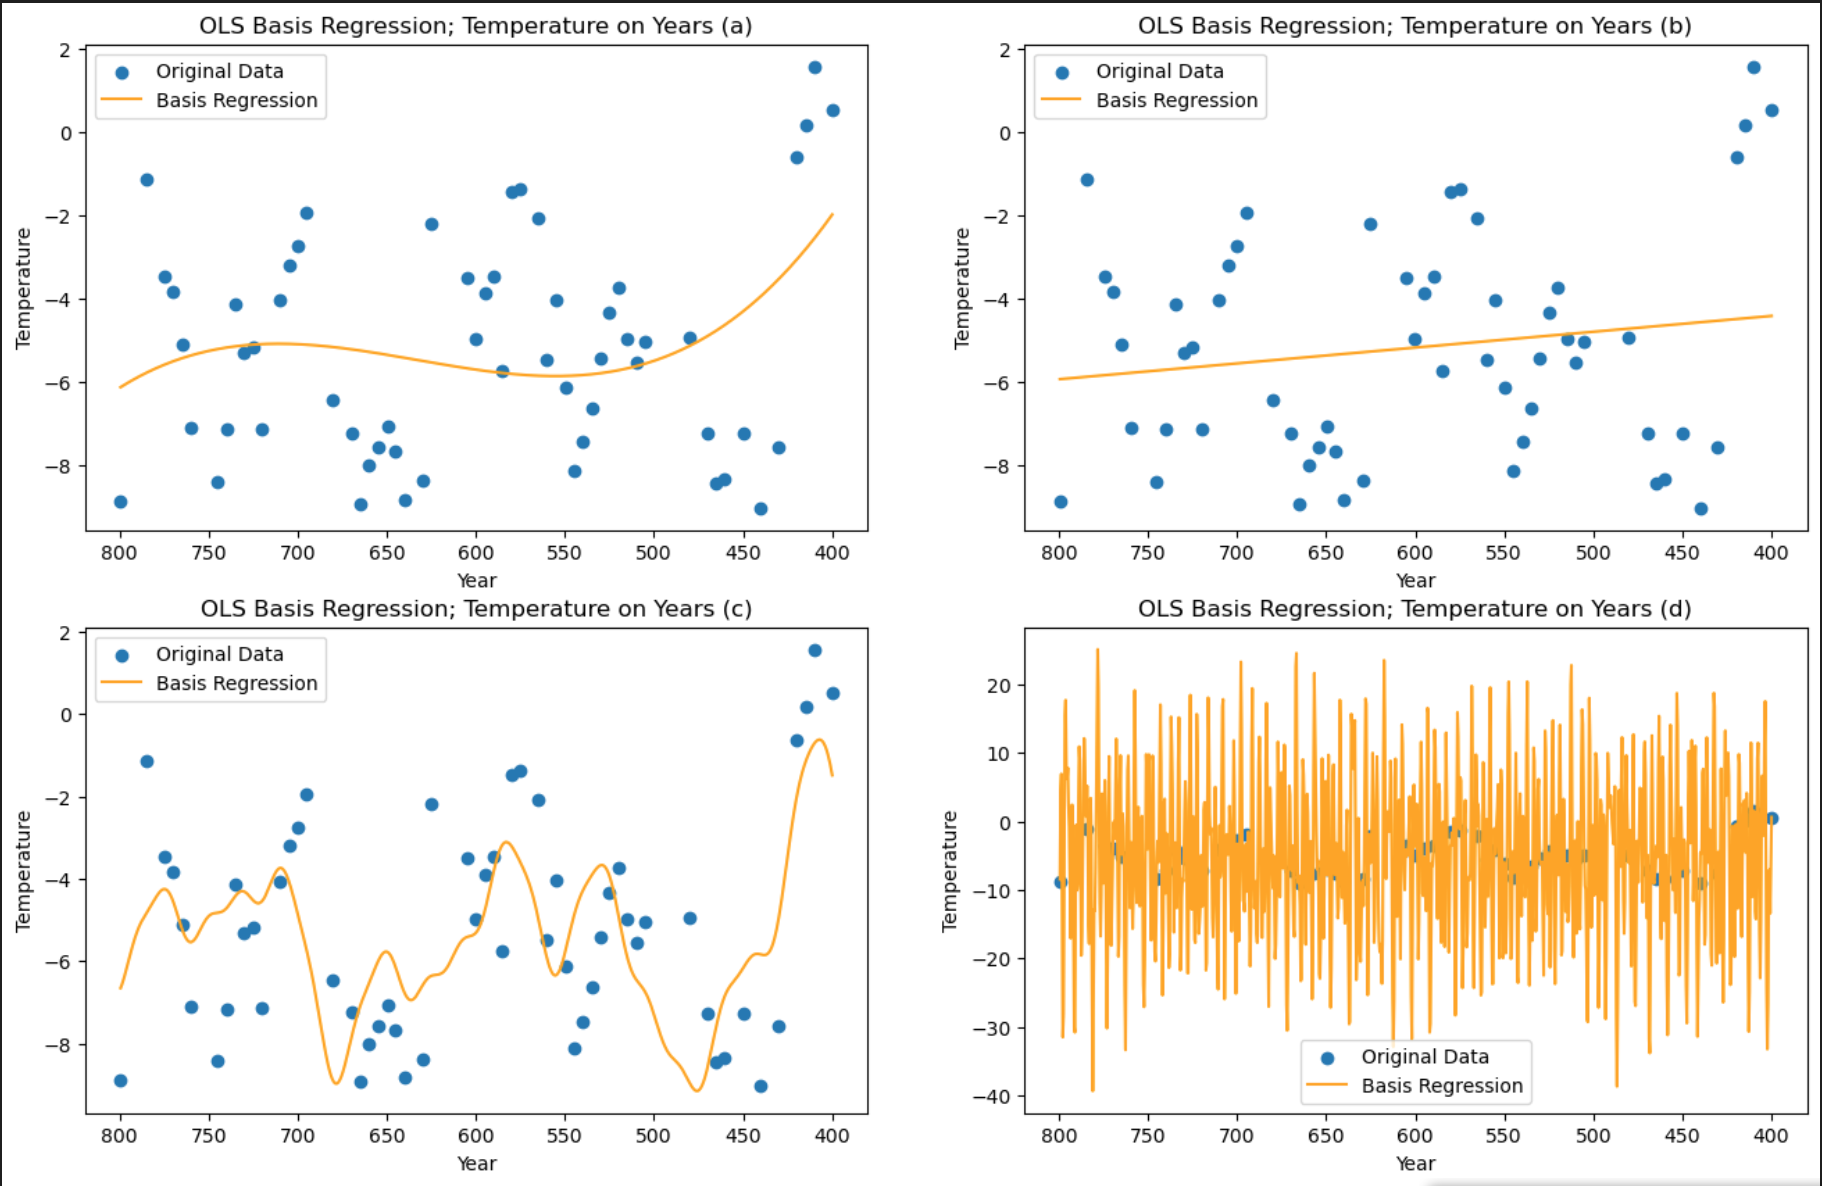 OLS Basis Regression; Temperature on Years (a)
2
0
−2
−4
−6
−8
Temperature
Original Data
Basis Regression
800 750 700 650 600 550 500 450 400
Year
OLS Basis Regression; Temperature on Years (b)
2
0
−2
−4
−6
−8
Temperature
Original Data
Basis Regression
800 750 700 650 600 550 500 450 400
Year
OLS Basis Regression; Temperature on Years (c)
2
0
−2
−4
−6
−8
Temperature
Original Data
Basis Regression
800 750 700 650 600 550 500 450 400
Year
OLS Basis Regression; Temperature on Years (d)
20
10
0
−10
−20
−30
−40
Temperature
Original Data
Basis Regression
800 750 700 650 600 550 500 450 400
Year